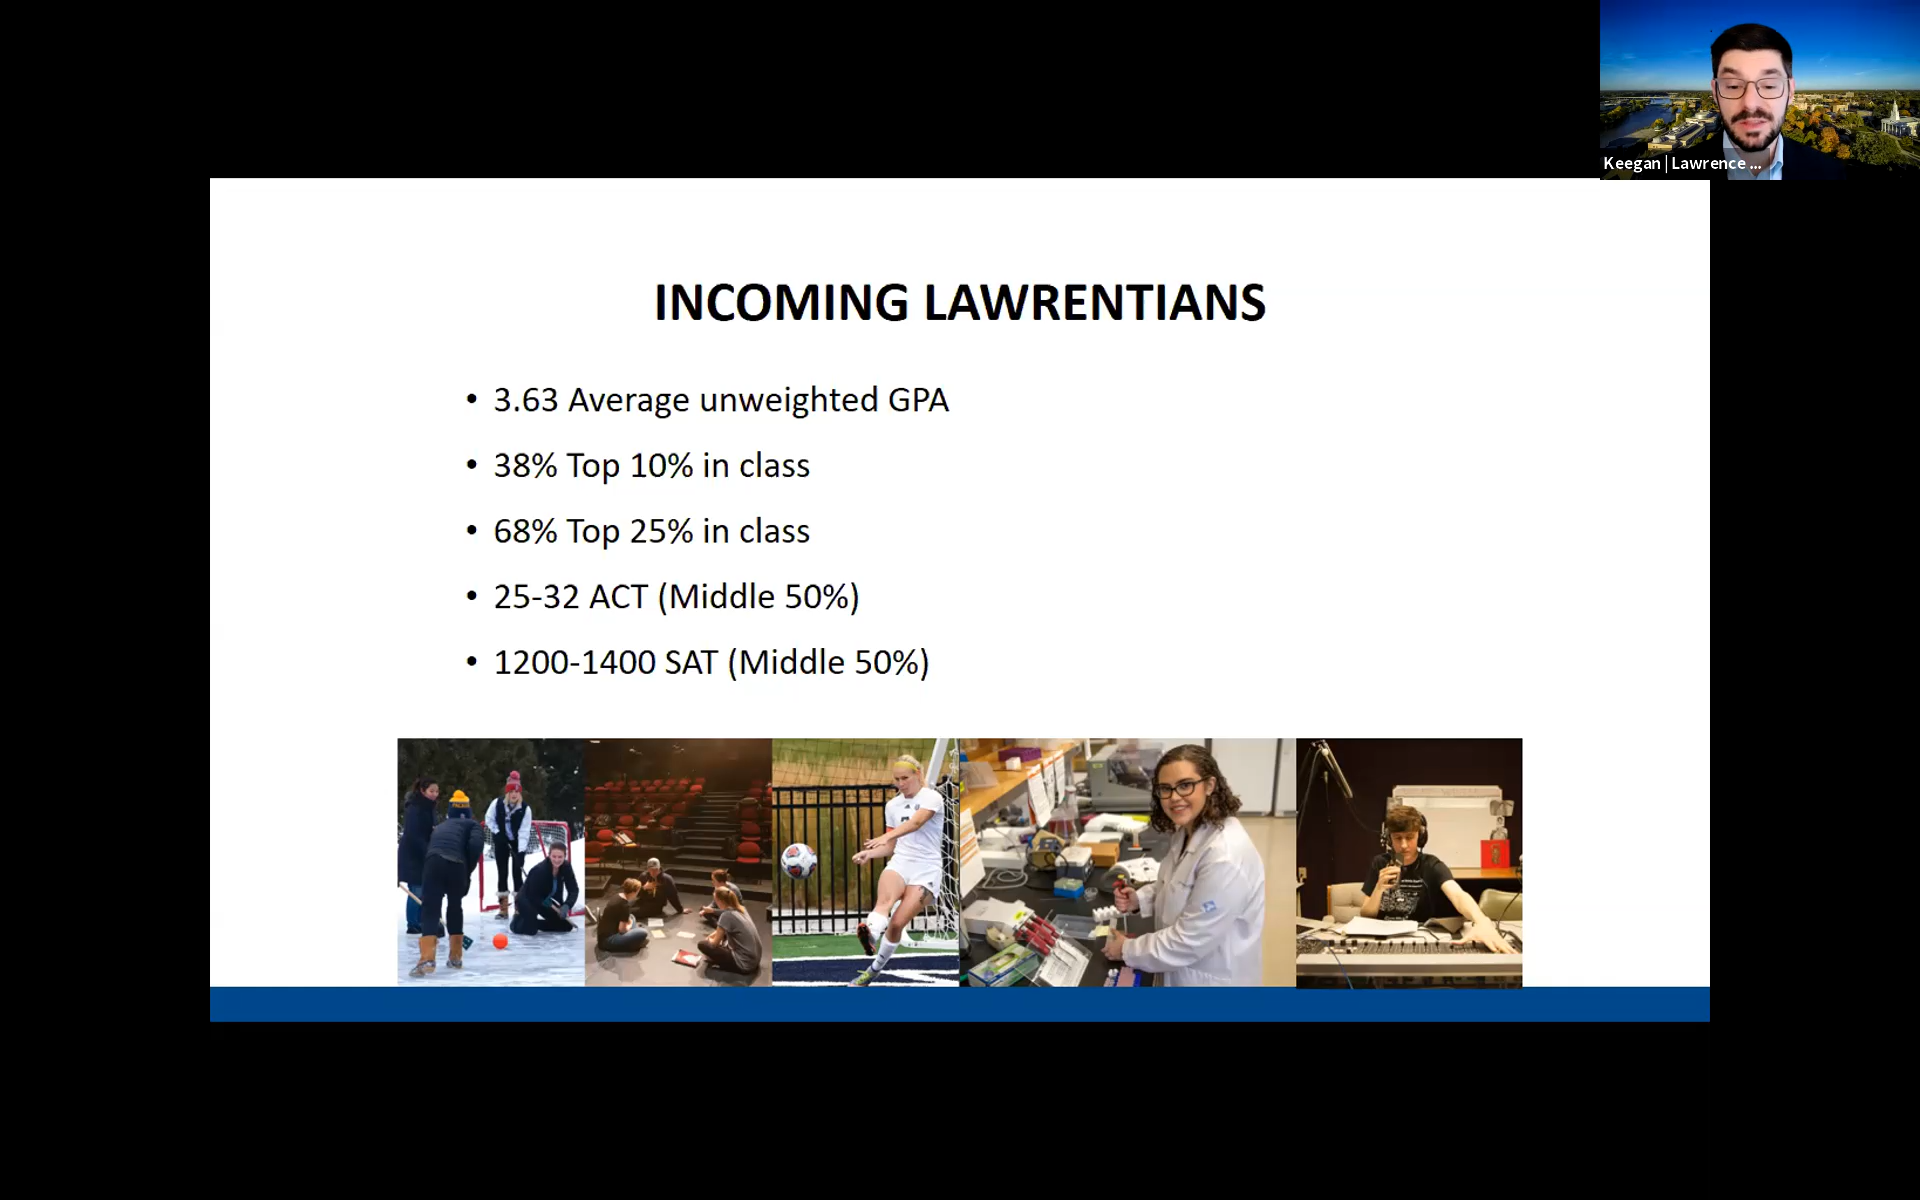 Keegan | Lawrence ...
INCOMING LAWRENTIANS
• 3.63 Average unweighted GPA
• 38% Top 10% in class
• 68% Top 25% in class
• 25-32 ACT (Middle 50%)
• 1200-1400 SAT (Middle 50%)